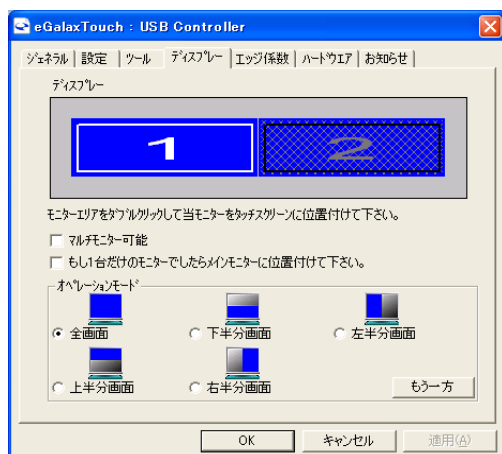 eGalaxTouch : USB Controller
ジェネラル 設定 ツール ディスプレー エッジ係数 ハードウエア お知らせ
ディスプレー
1 2
モニターエリアをダブルクリックして当モニターをタッチスクリーンに位置付けて下さい。
マルチモニター可能
もし1台だけのモニターでしたらメインモニターに位置付けて下さい。
オペレーションモード
全画面 下半分画面 左半分画面
上半分画面 右半分画面 もう一方
OK キャンセル 適用(A)